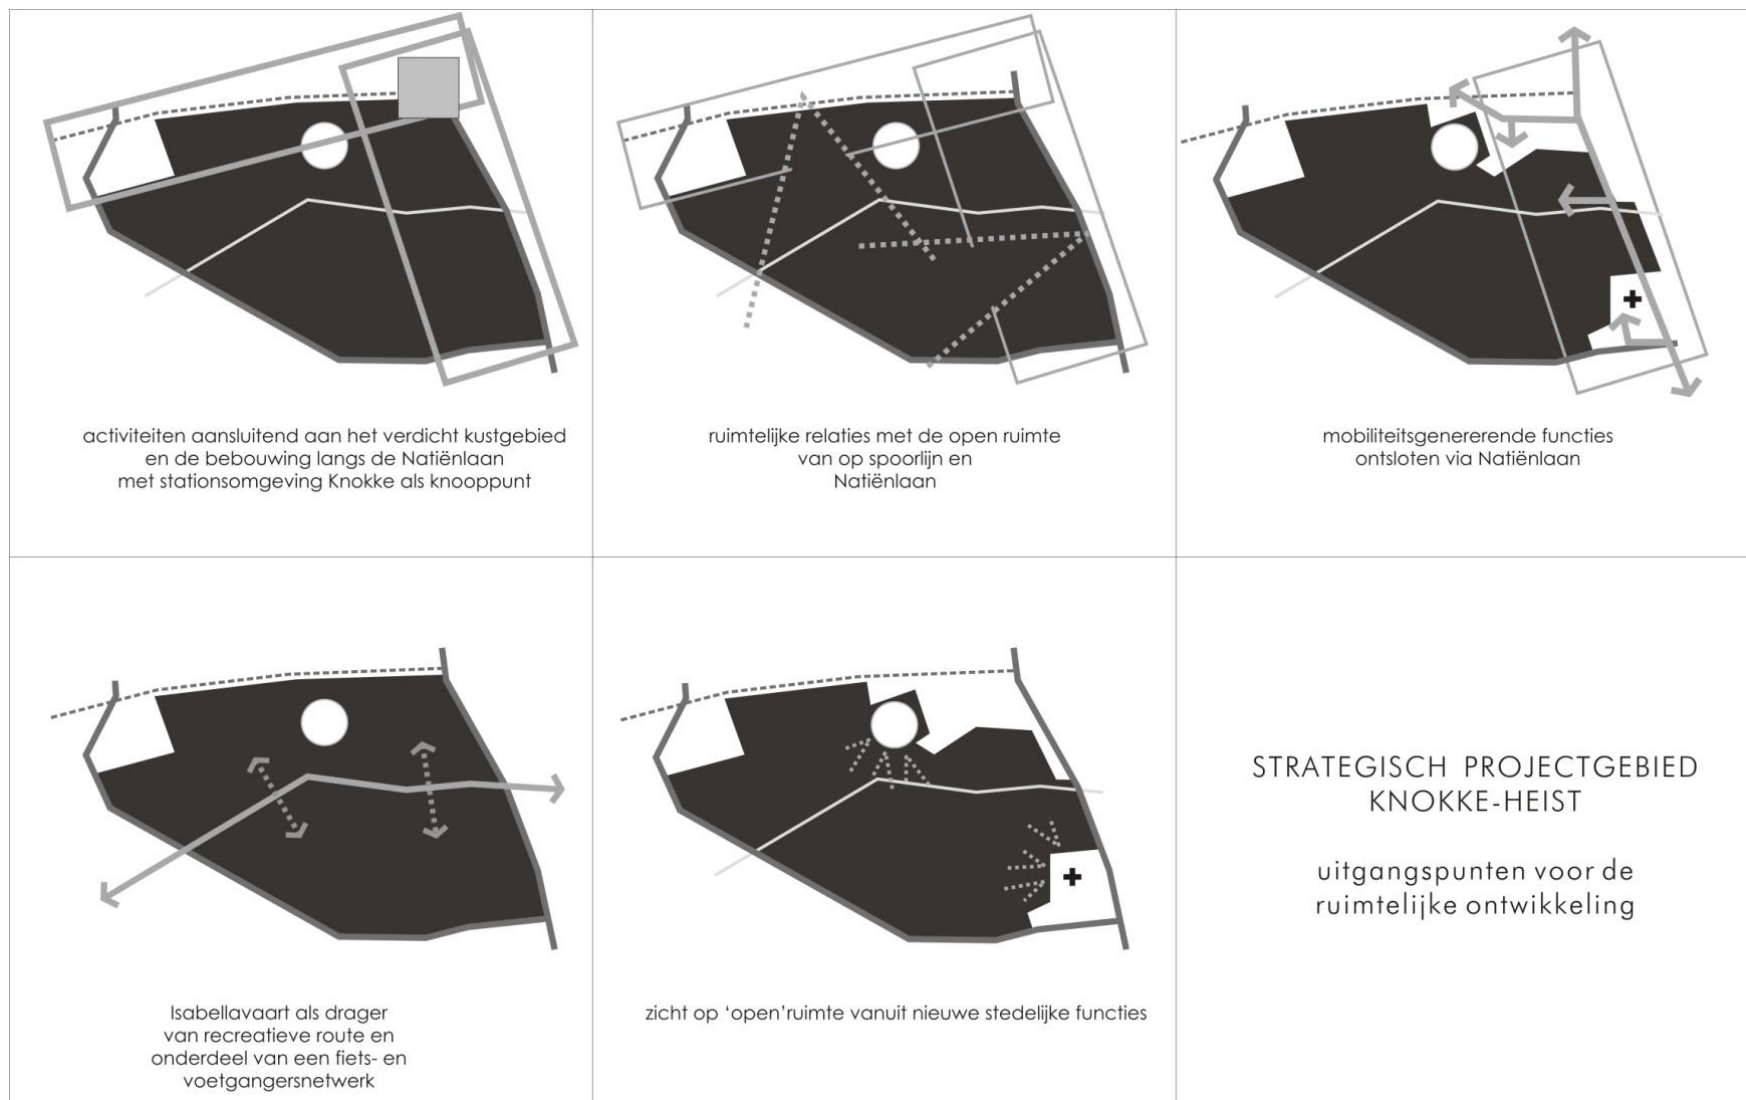 activiteiten aansluitend aan het verdicht kustgebied
en de bebouwing langs de Natiënlaan
met stationsomgeving Knokke als knooppunt
ruimtelijke relaties met de open ruimte
van op spoorlijn en
Natiënlaan
mobiliteitsgenererende functies
ontsloten via Natiënlaan
Isabellavaart als drager
van recreatieve route en
onderdeel van een fiets- en
voetgangersnetwerk
zicht op ‘open’ruimte vanuit nieuwe stedelijke functies
STRATEGISCH PROJECTGEBIED
KNOKKE-HEIST
uitgangspunten voor de
ruimtelijke ontwikkeling